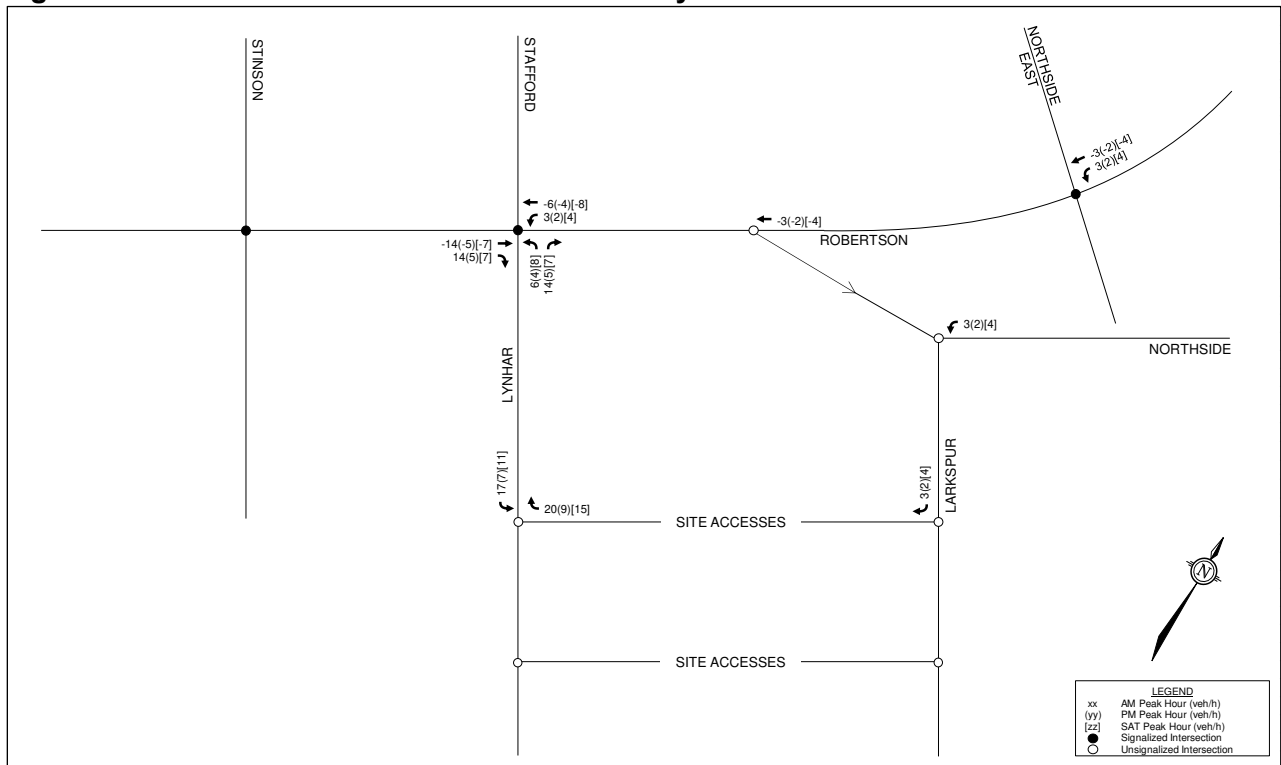 STINSON
STAFFORD
NORTHSIDE
EAST
-3(-2)[-4]
3(2)[4]
-6(-4)[-8]
3(2)[4]
-3(-2)[-4]
ROBERTSON
-14(-5)[-7]
14(5)[7]
6(4)[8]
14(5)[7]
3(2)[4]
NORTHSIDE
LYNHAR
LARKSPUR
17(7)[11]
20(9)[15]
3(2)[4]
SITE ACCESSES
N
SITE ACCESSES
LEGEND
xx AM Peak Hour (veh/h)
(yy) PM Peak Hour (veh/h)
[zz] SAT Peak Hour (veh/h)
Signalized Intersection
Unsignalized Intersection